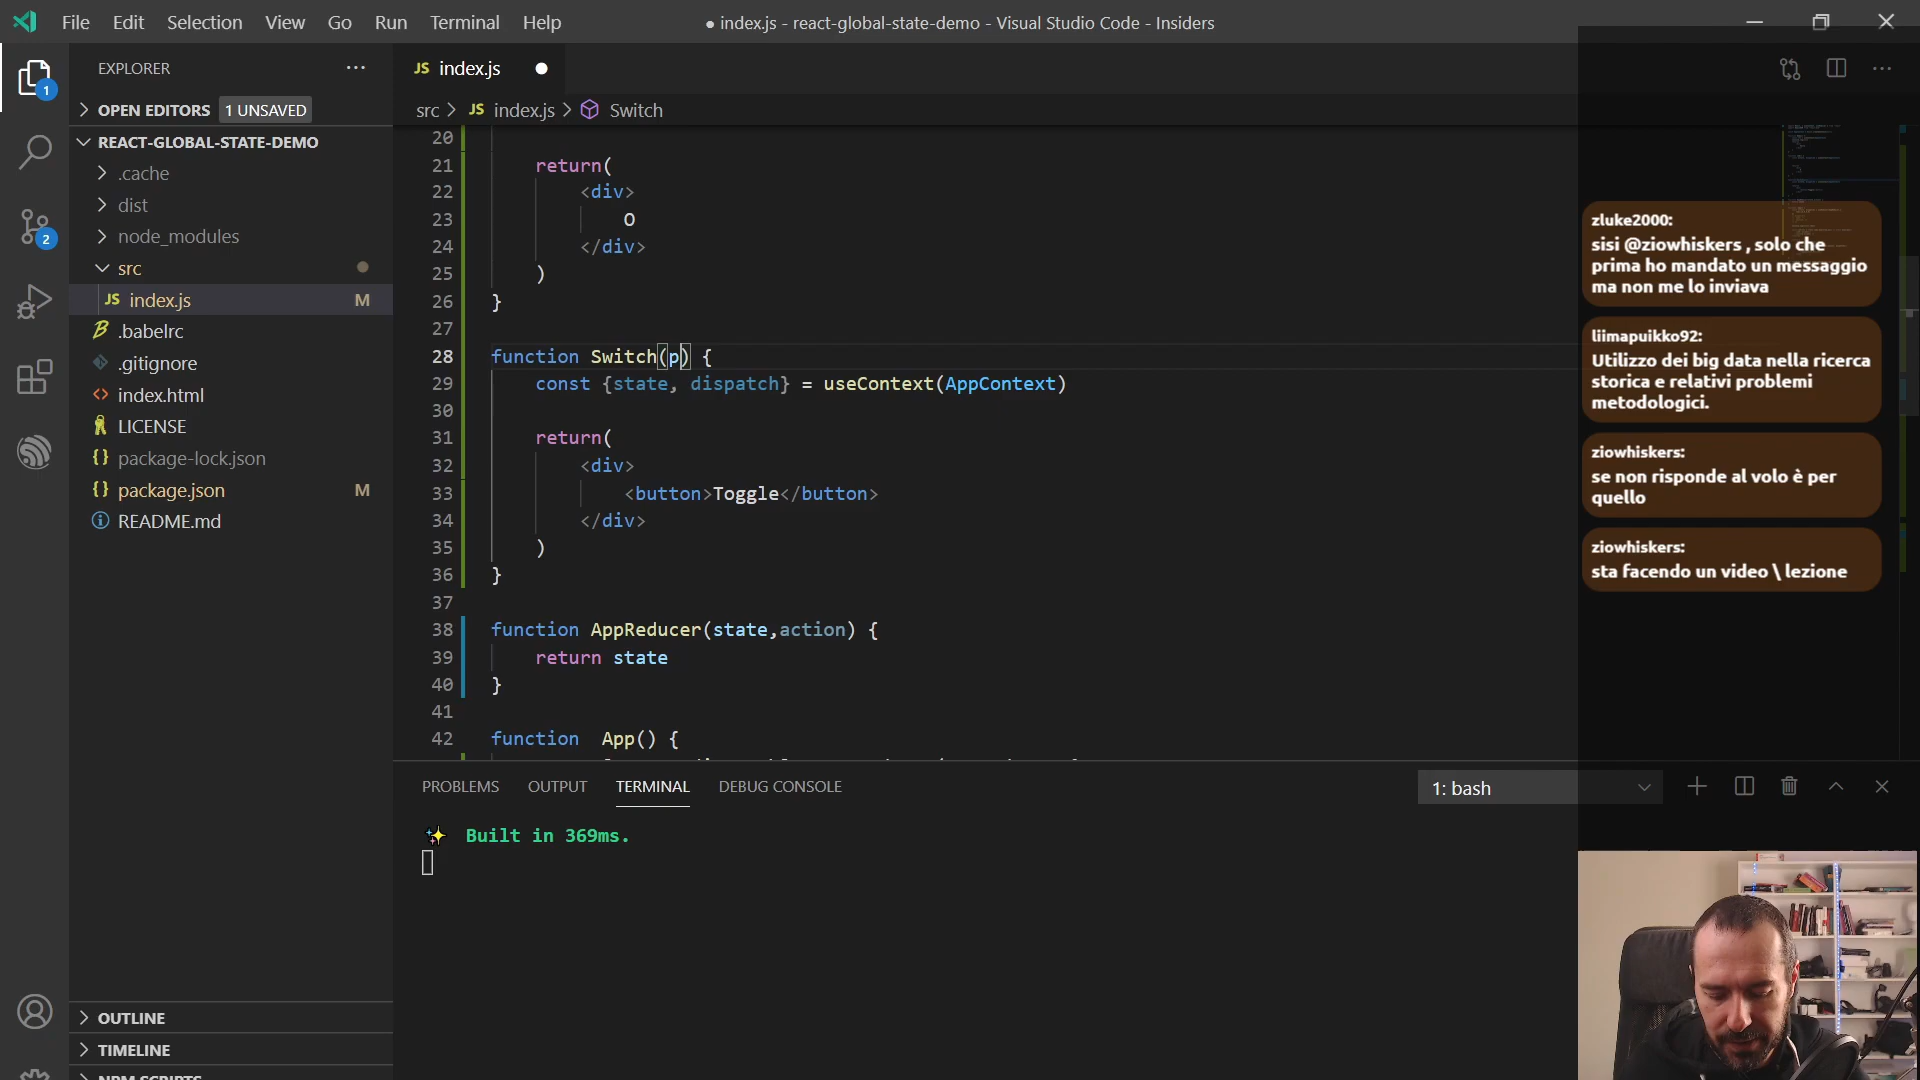 File Edit Selection View Go Run Terminal Help
● index.js - react-global-state-demo - Visual Studio Code - Insiders
EXPLORER
OPEN EDITORS 1 UNSAVED
REACT-GLOBAL-STATE-DEMO
.cache
dist
node_modules
src
JS index.js M
.babelrc
.gitignore
index.html
LICENSE
package-lock.json
package.json M
README.md
OUTLINE
TIMELINE
NPM SCRIPTS
1
2
JS index.js
src > JS index.js > Switch
20
21 return(
22 <div>
23 O
24 </div>
25 )
26 }
27
28 function Switch(p) {
29 const {state, dispatch} = useContext(AppContext)
30
31 return(
32 <div>
33 <button>Toggle</button>
34 </div>
35 )
36 }
37
38 function AppReducer(state,action) {
39 return state
40 }
41
42 function App() {
PROBLEMS OUTPUT TERMINAL DEBUG CONSOLE 1: bash
Built in 369ms.
zluke2000:
sisi @ziowhiskers , solo che
prima ho mandato un messaggio
ma non me lo inviava
liimapuikko92:
Utilizzo dei big data nella ricerca
storica e relativi problemi
metodologici.
ziowhiskers:
se non risponde al volo è per
quello
ziowhiskers:
sta facendo un video \ lezione